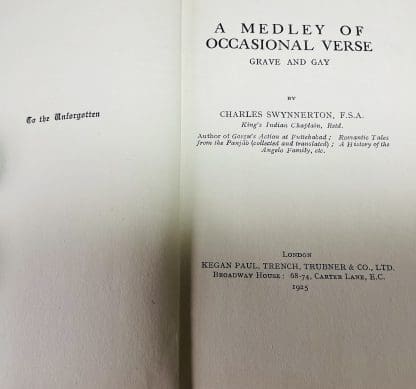 To the Unforgotten
A MEDLEY OF
OCCASIONAL VERSE
GRAVE AND GAY
BY
CHARLES SWYNNERTON, F.S.A.
King's Indian Chaplain, Retd.
Author of Gossyn's Action at Futtehabad; Romantic Tales
from the Panjâb (collected and translated); A History of the
Angelo Family, etc.
LONDON
KEGAN PAUL, TRENCH, TRUBNER & CO., LTD.
BROADWAY HOUSE: 68-74, CARTER LANE, E.C.
1925